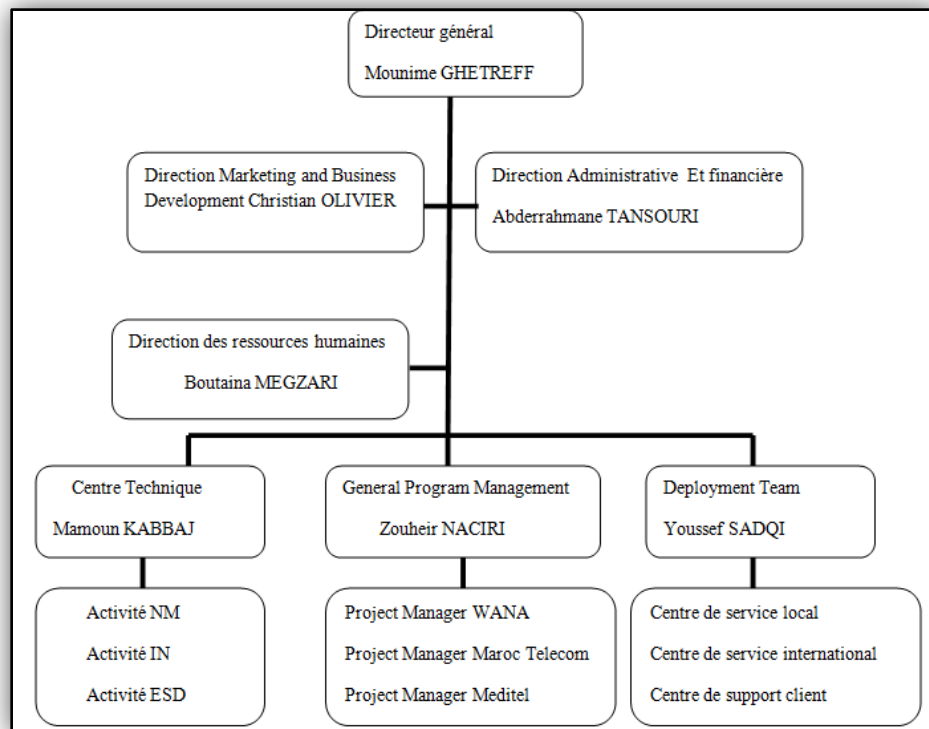 Directeur général
Mounime GHETREFF
Direction Marketing and Business
Development Christian OLIVIER
Direction Administrative Et financière
Abderrahmane TANSOURI
Direction des ressources humaines
Boutaina MEGZARI
Centre Technique
Mamoun KABBAJ
General Program Management
Zouheir NACIRI
Deployment Team
Youssef SADQI
Activité NM
Activité IN
Activité ESD
Project Manager WANA
Project Manager Maroc Telecom
Project Manager Meditel
Centre de service local
Centre de service international
Centre de support client